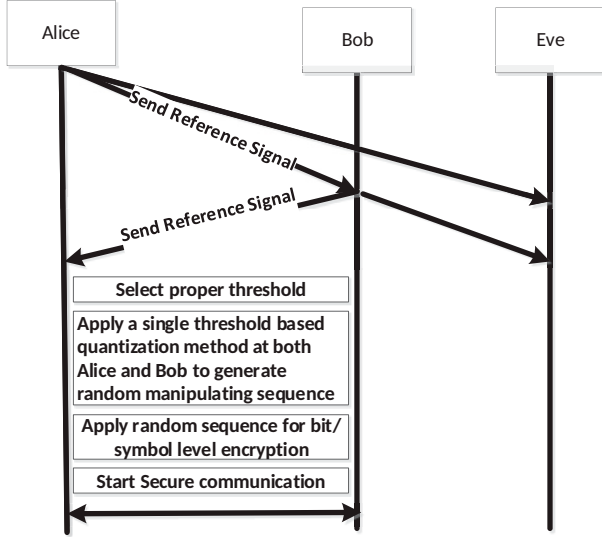 Alice
Bob
Eve
Send Reference Signal
Send Reference Signal
Select proper threshold
Apply a single threshold based
quantization method at both
Alice and Bob to generate
random manipulating sequence
Apply random sequence for bit/
symbol level encryption
Start Secure communication